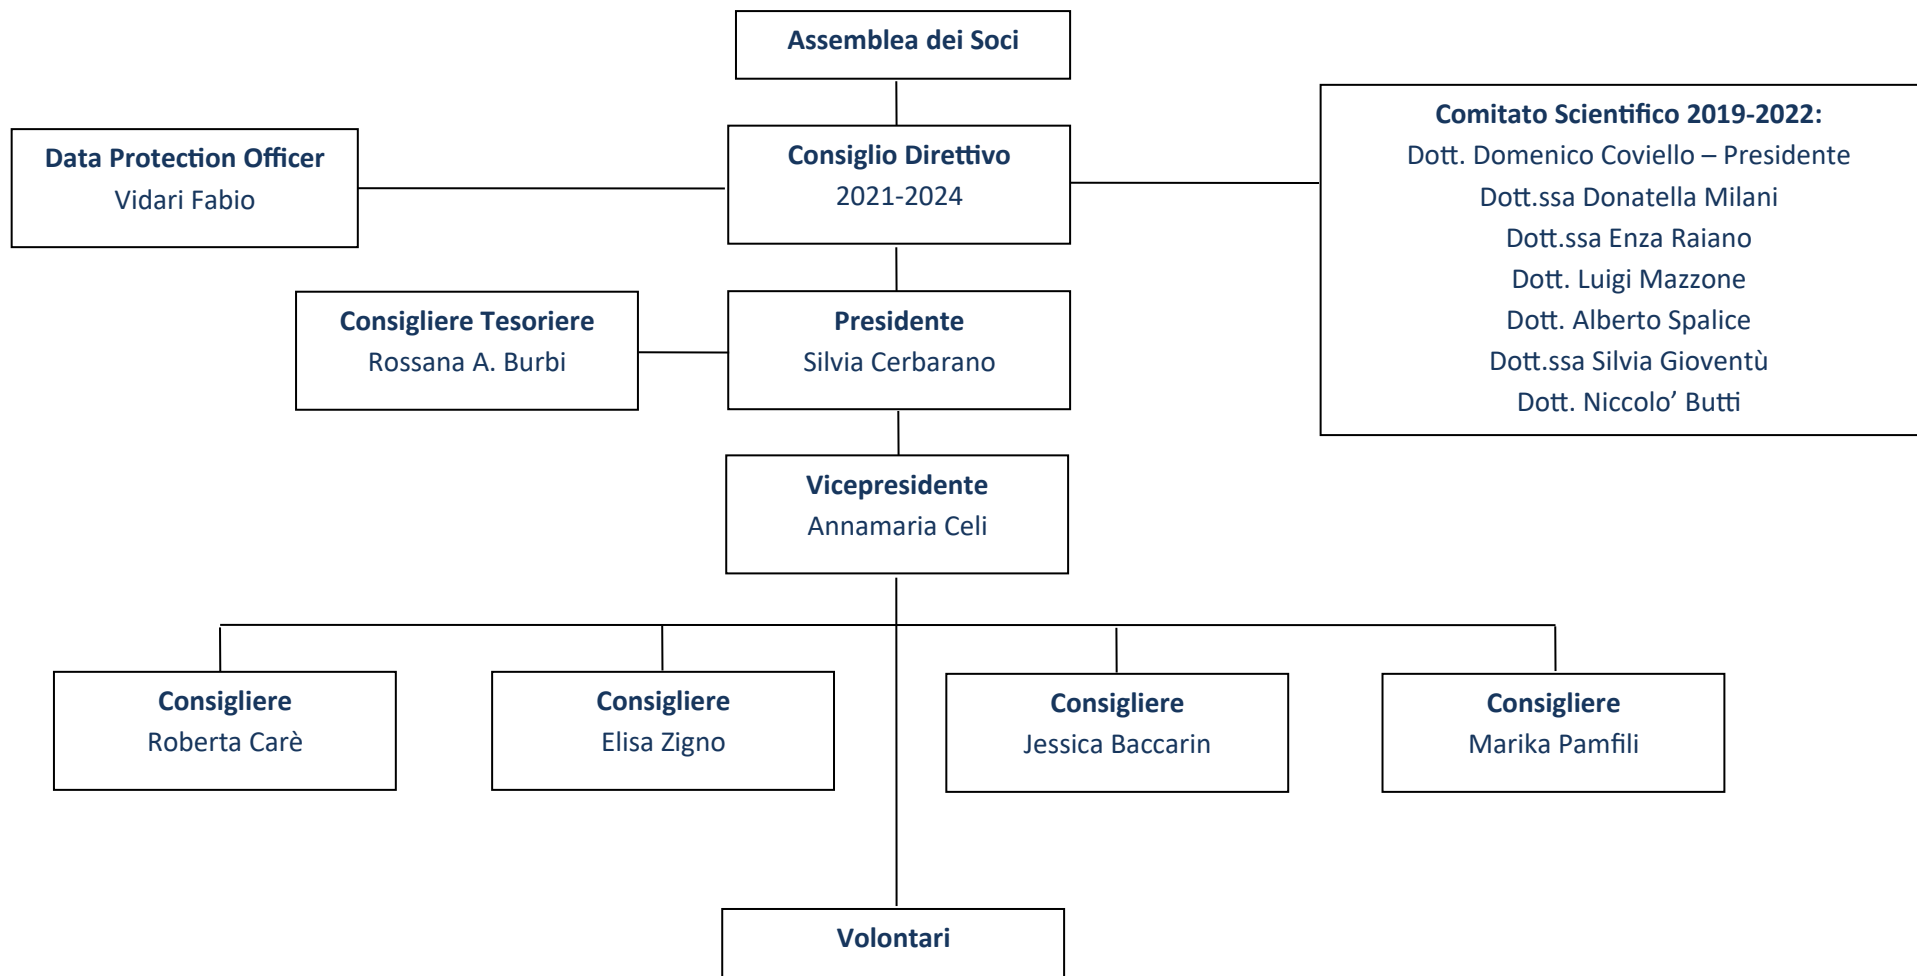 Assemblea dei Soci
Data Protection Officer
Vidari Fabio
Consiglio Direttivo
2021-2024
Comitato Scientifico 2019-2022:
Dott. Domenico Coviello – Presidente
Dott.ssa Donatella Milani
Dott.ssa Enza Raiano
Dott. Luigi Mazzone
Dott. Alberto Spalice
Dott.ssa Silvia Gioventù
Dott. Niccolo’ Butti
Consigliere Tesoriere
Rossana A. Burbi
Presidente
Silvia Cerbarano
Vicepresidente
Annamaria Celi
Consigliere
Roberta Carè
Consigliere
Elisa Zigno
Consigliere
Jessica Baccarin
Consigliere
Marika Pamfili
Volontari